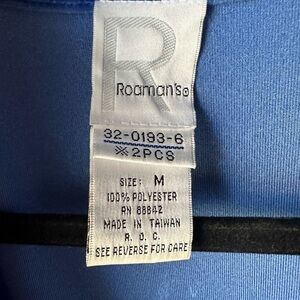 R
Roaman's®
32-0193-6
※2PCS
SIZE: M
100% POLYESTER
RN 88842
MADE IN TAIWAN
R. O. C.
SEE REVERSE FOR CARE